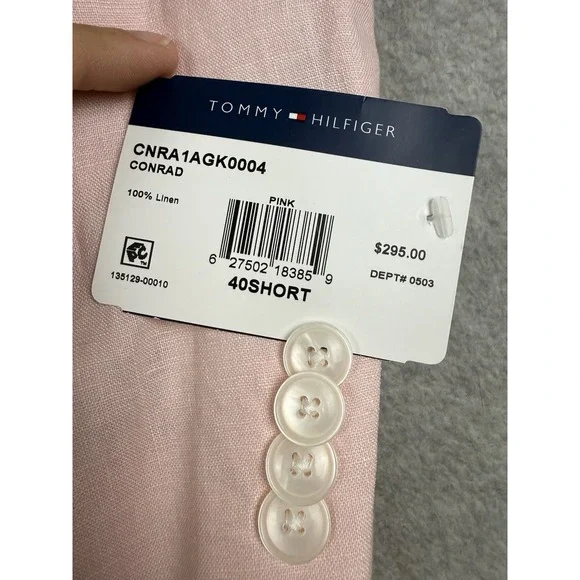 TOMMY HILFIGER
CNRA1AGK0004
CONRAD
100% Linen
PINK
$295.00
6 27502 18385 9
DEPT# 0503
135129-00010
40SHORT